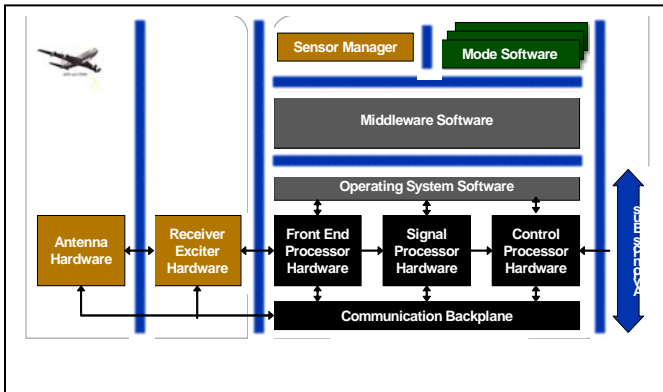 Sensor Manager
Mode Software
Middleware Software
Operating System Software
Antenna
Hardware
Receiver
Exciter
Hardware
Front End
Processor
Hardware
Signal
Processor
Hardware
Control
Processor
Hardware
Communication Backplane